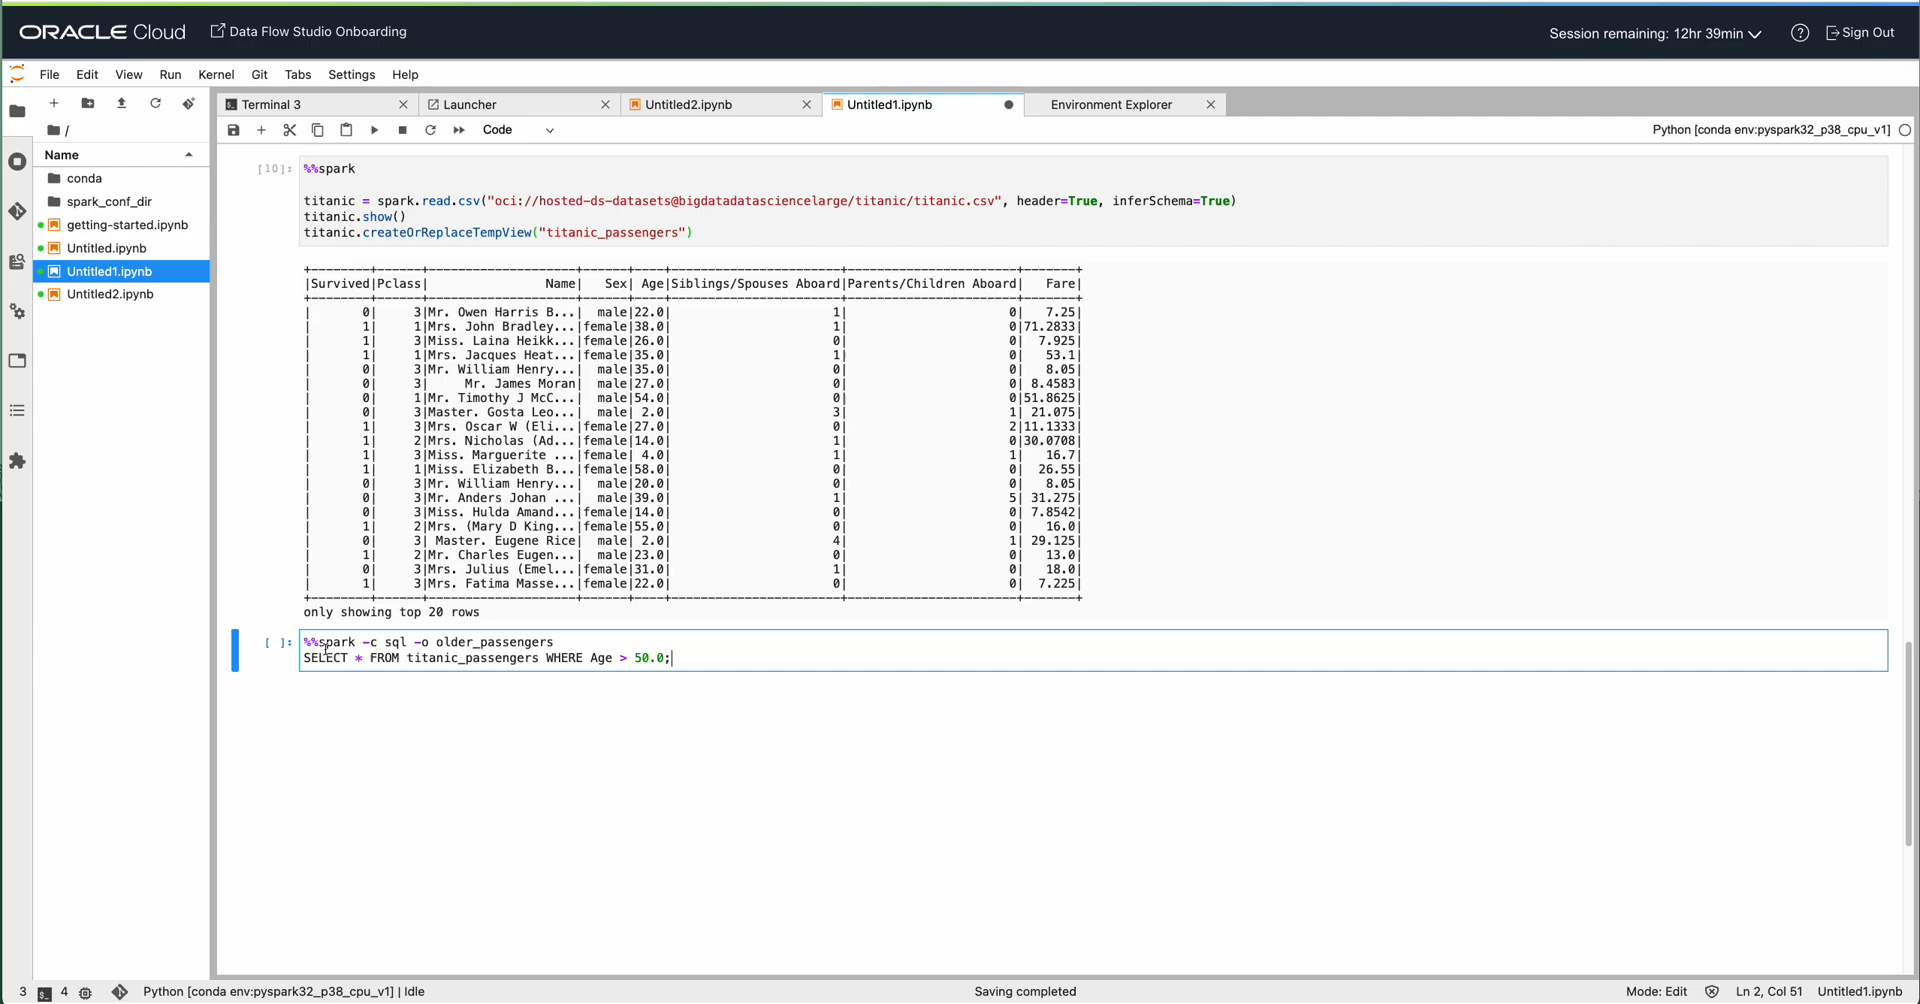 ORACLE Cloud Data Flow Studio Onboarding Session remaining: 12hr 39min Sign Out
File Edit View Run Kernel Git Tabs Settings Help
Terminal 3 Launcher Untitled2.ipynb Untitled1.ipynb Environment Explorer
Code Python [conda env:pyspark32_p38_cpu_v1]
/
Name
conda
spark_conf_dir
getting-started.ipynb
Untitled.ipynb
Untitled1.ipynb
Untitled2.ipynb
[10]: %%spark
titanic = spark.read.csv("oci://hosted-ds-datasets@bigdatadatasciencelarge/titanic/titanic.csv", header=True, inferSchema=True)
titanic.show()
titanic.createOrReplaceTempView("titanic_passengers")
+--------+------+--------------------+------+----+-----------------------+-----------------------+-------+
|Survived|Pclass| Name| Sex| Age|Siblings/Spouses Aboard|Parents/Children Aboard| Fare|
+--------+------+--------------------+------+----+-----------------------+-----------------------+-------+
| 0| 3|Mr. Owen Harris B...| male|22.0| 1| 0| 7.25|
| 1| 1|Mrs. John Bradley...|female|38.0| 1| 0|71.2833|
| 1| 3|Miss. Laina Heikk...|female|26.0| 0| 0| 7.925|
| 1| 1|Mrs. Jacques Heat...|female|35.0| 1| 0| 53.1|
| 0| 3|Mr. William Henry...| male|35.0| 0| 0| 8.05|
| 0| 3| Mr. James Moran| male|27.0| 0| 0| 8.4583|
| 0| 1|Mr. Timothy J McC...| male|54.0| 0| 0|51.8625|
| 0| 3|Master. Gosta Leo...| male| 2.0| 3| 1| 21.075|
| 1| 3|Mrs. Oscar W (Eli...|female|27.0| 0| 2|11.1333|
| 1| 2|Mrs. Nicholas (Ad...|female|14.0| 1| 0|30.0708|
| 1| 3|Miss. Marguerite ...|female| 4.0| 1| 1| 16.7|
| 1| 1|Miss. Elizabeth B...|female|58.0| 0| 0| 26.55|
| 0| 3|Mr. William Henry...| male|20.0| 0| 0| 8.05|
| 0| 3|Mr. Anders Johan ...| male|39.0| 1| 5| 31.275|
| 0| 3|Miss. Hulda Amand...|female|14.0| 0| 0| 7.8542|
| 1| 2|Mrs. (Mary D King...|female|55.0| 0| 0| 16.0|
| 0| 3| Master. Eugene Rice| male| 2.0| 4| 1| 29.125|
| 1| 2|Mr. Charles Eugen...| male|23.0| 0| 0| 13.0|
| 0| 3|Mrs. Julius (Emel...|female|31.0| 1| 0| 18.0|
| 1| 3|Mrs. Fatima Masse...|female|22.0| 0| 0| 7.225|
+--------+------+--------------------+------+----+-----------------------+-----------------------+-------+
only showing top 20 rows
[ ]: %%spark -c sql -o older_passengers
SELECT * FROM titanic_passengers WHERE Age > 50.0;
3 4 Python [conda env:pyspark32_p38_cpu_v1] | Idle Saving completed Mode: Edit Ln 2, Col 51 Untitled1.ipynb